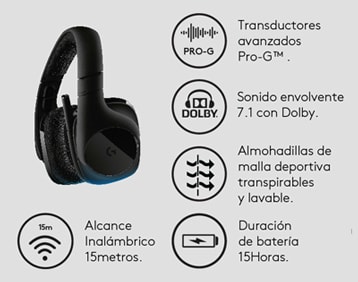 PRO-G
Transductores
avanzados
Pro-G™ .
DOLBY.
Sonido envolvente
7.1 con Dolby.
Almohadillas de
malla deportiva
transpirables
y lavable.
15m
Alcance
Inalámbrico
15metros.
Duración
de batería
15Horas.